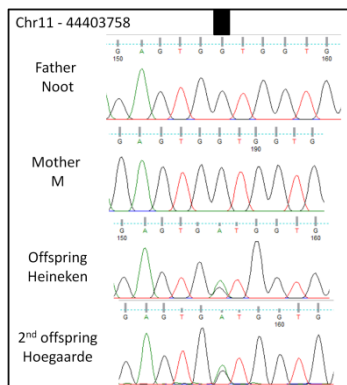 Chr11 - 44403758
G A G T G G T G G T G
150 160
Father
Noot
G A G T G G T G G T G
190
Mother
M
G A G T G A T G G T G
150 160
Offspring
Heineken
G A G T G A T G G T G
160
2nd offspring
Hoegaarde